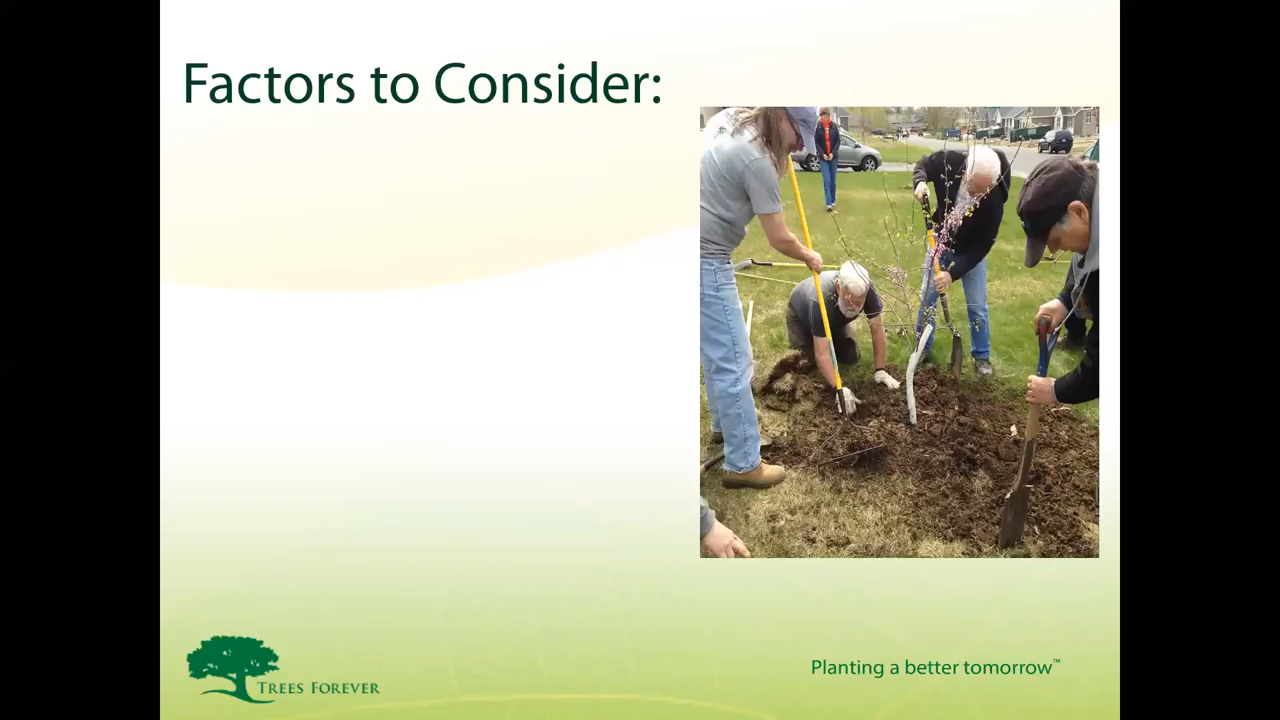 Factors to Consider:
TREES FOREVER
Planting a better tomorrow™